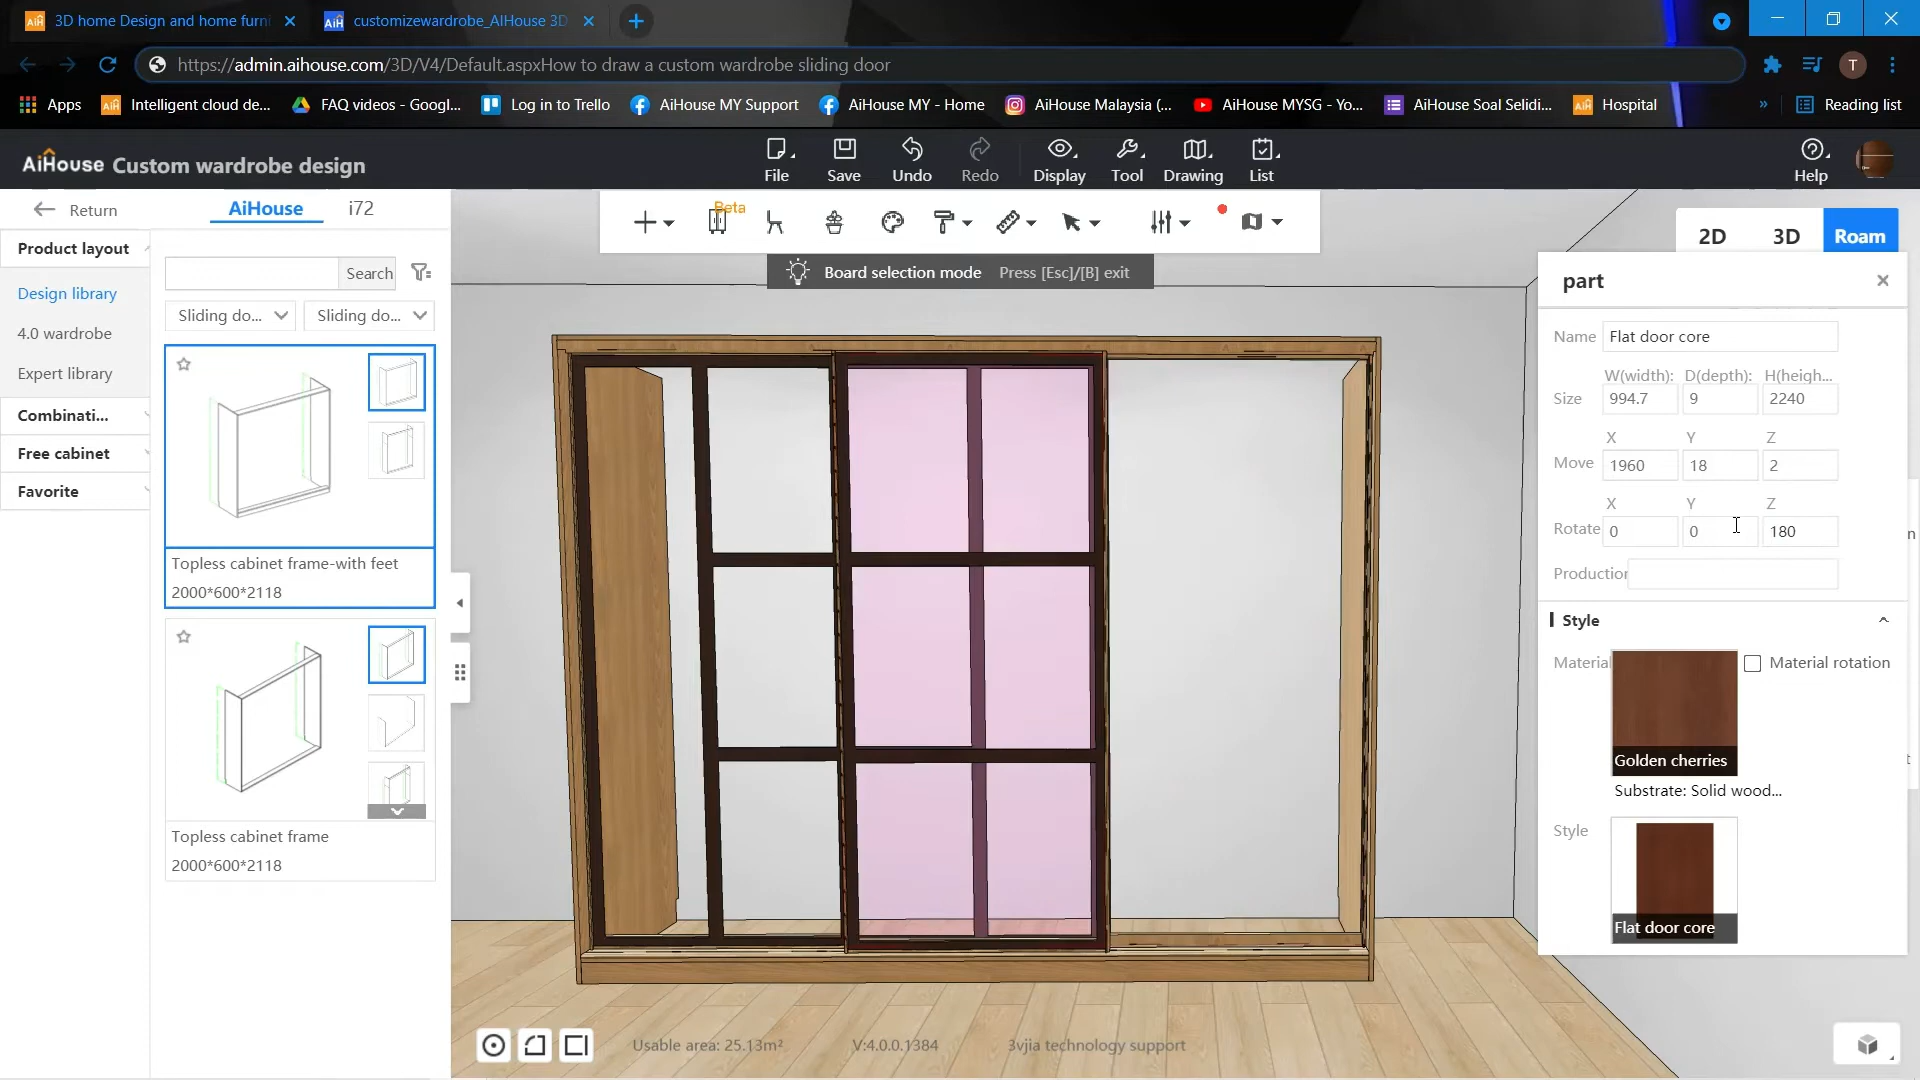 3D home Design and home furni
customizewardrobe_AIHouse 3D
https://admin.aihouse.com/3D/V4/Default.aspxHow to draw a custom wardrobe sliding door
T
Apps
Intelligent cloud de...
FAQ videos - Googl...
Log in to Trello
AiHouse MY Support
AiHouse MY - Home
AiHouse Malaysia (...
AiHouse MYSG - Yo...
AiHouse Soal Selidi...
Hospital
»
Reading list
AiHouse Custom wardrobe design
File
Save
Undo
Redo
Display
Tool
Drawing
List
Help
Return
AiHouse
i72
Beta
2D
3D
Roam
Product layout
Search
Board selection mode Press [Esc]/[B] exit
part
Design library
Sliding do...
Sliding do...
4.0 wardrobe
Expert library
Combinati...
Free cabinet
Favorite
Name
Flat door core
W(width):
D(depth):
H(heigh...
Size
994.7
9
2240
X
Y
Z
Move
1960
18
2
X
Y
Z
Rotate
0
0
180
Production
Topless cabinet frame-with feet
2000*600*2118
Style
Material
Material rotation
Golden cherries
Substrate: Solid wood...
Style
Topless cabinet frame
2000*600*2118
Flat door core
Usable area: 25.13m²
V:4.0.0.1384
3vjia technology support